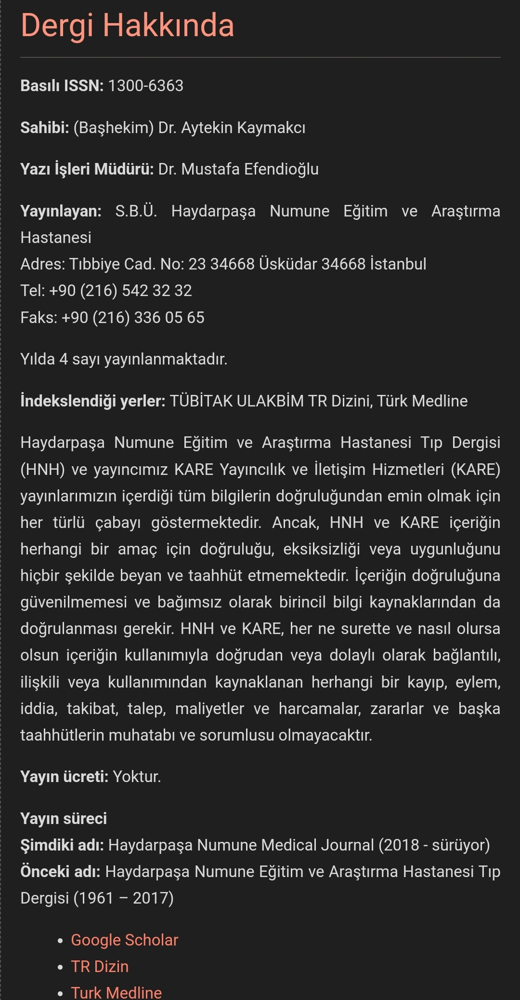 Dergi Hakkında
Basılı ISSN: 1300-6363
Sahibi: (Başhekim) Dr. Aytekin Kaymakcı
Yazı İşleri Müdürü: Dr. Mustafa Efendioğlu
Yayınlayan: S.B.Ü. Haydarpaşa Numune Eğitim ve Araştırma
Hastanesi
Adres: Tıbbiye Cad. No: 23 34668 Üsküdar 34668 İstanbul
Tel: +90 (216) 542 32 32
Faks: +90 (216) 336 05 65
Yılda 4 sayı yayınlanmaktadır.
İndekslendiği yerler: TÜBİTAK ULAKBİM TR Dizini, Türk Medline
Haydarpaşa Numune Eğitim ve Araştırma Hastanesi Tıp Dergisi
(HNH) ve yayıncımız KARE Yayıncılık ve İletişim Hizmetleri (KARE)
yayınlarımızın içerdiği tüm bilgilerin doğruluğundan emin olmak için
her türlü çabayı göstermektedir. Ancak, HNH ve KARE içeriğin
herhangi bir amaç için doğruluğu, eksiksizliği veya uygunluğunu
hiçbir şekilde beyan ve taahhüt etmemektedir. İçeriğin doğruluğuna
güvenilmemesi ve bağımsız olarak birincil bilgi kaynaklarından da
doğrulanması gerekir. HNH ve KARE, her ne surette ve nasıl olursa
olsun içeriğin kullanımıyla doğrudan veya dolaylı olarak bağlantılı,
ilişkili veya kullanımından kaynaklanan herhangi bir kayıp, eylem,
iddia, takibat, talep, maliyetler ve harcamalar, zararlar ve başka
taahhütlerin muhatabı ve sorumlusu olmayacaktır.
Yayın ücreti: Yoktur.
Yayın süreci
Şimdiki adı: Haydarpaşa Numune Medical Journal (2018 - sürüyor)
Önceki adı: Haydarpaşa Numune Eğitim ve Araştırma Hastanesi Tıp
Dergisi (1961 – 2017)
• Google Scholar
• TR Dizin
• Turk Medline